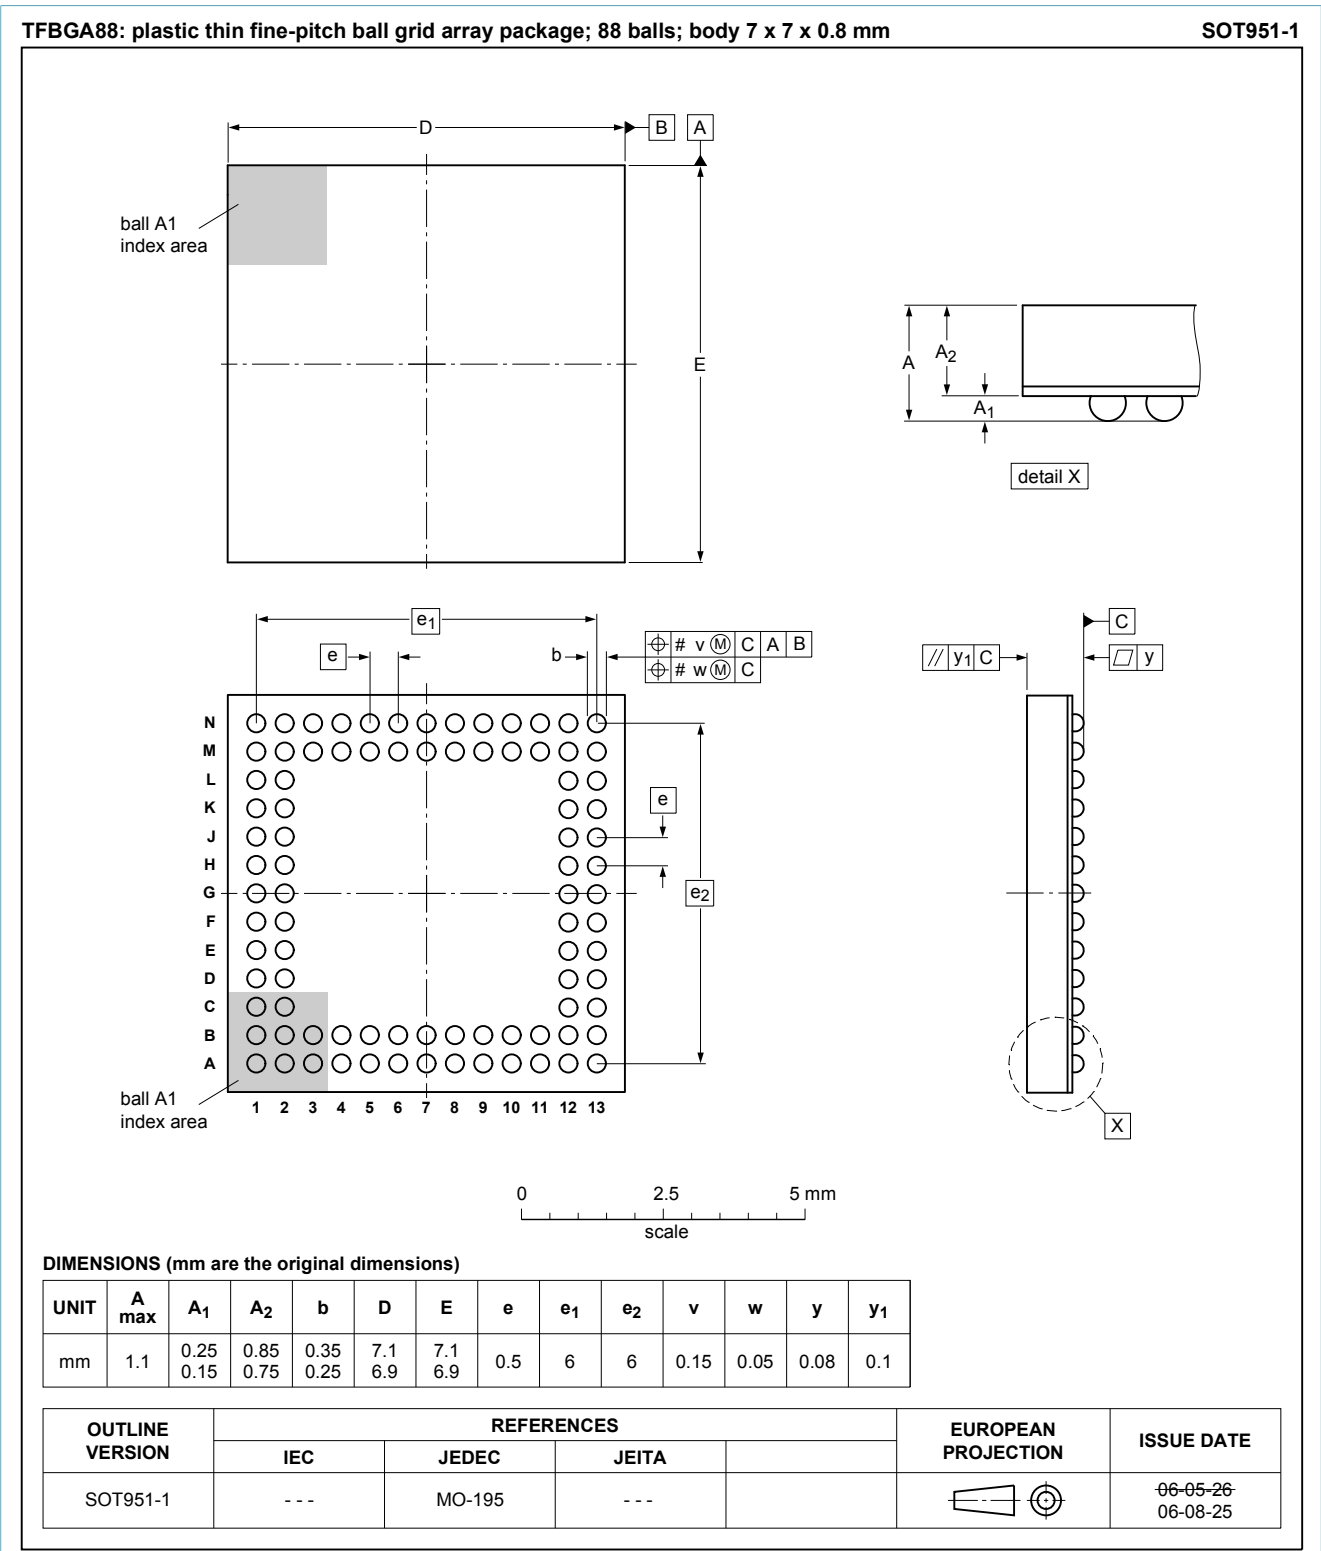 TFBGA88: plastic thin fine-pitch ball grid array package; 88 balls; body 7 x 7 x 0.8 mm SOT951-1
D B A
ball A1
index area
E
A A2
A1
detail X
e1
e b # v M C A B
# w M C
y1 C y C
N
M
L
K
J
H
G
F
E
D
C
B
A
e
e2
ball A1
index area
1 2 3 4 5 6 7 8 9 10 11 12 13
X
0 2.5 5 mm
scale
DIMENSIONS (mm are the original dimensions)
UNIT A max A1 A2 b D E e e1 e2 v w y y1
mm 1.1 0.25 0.15 0.85 0.75 0.35 0.25 7.1 6.9 7.1 6.9 0.5 6 6 0.15 0.05 0.08 0.1
OUTLINE VERSION REFERENCES EUROPEAN PROJECTION ISSUE DATE
IEC JEDEC JEITA
SOT951-1 - - - MO-195 - - - 06-05-26
06-08-25